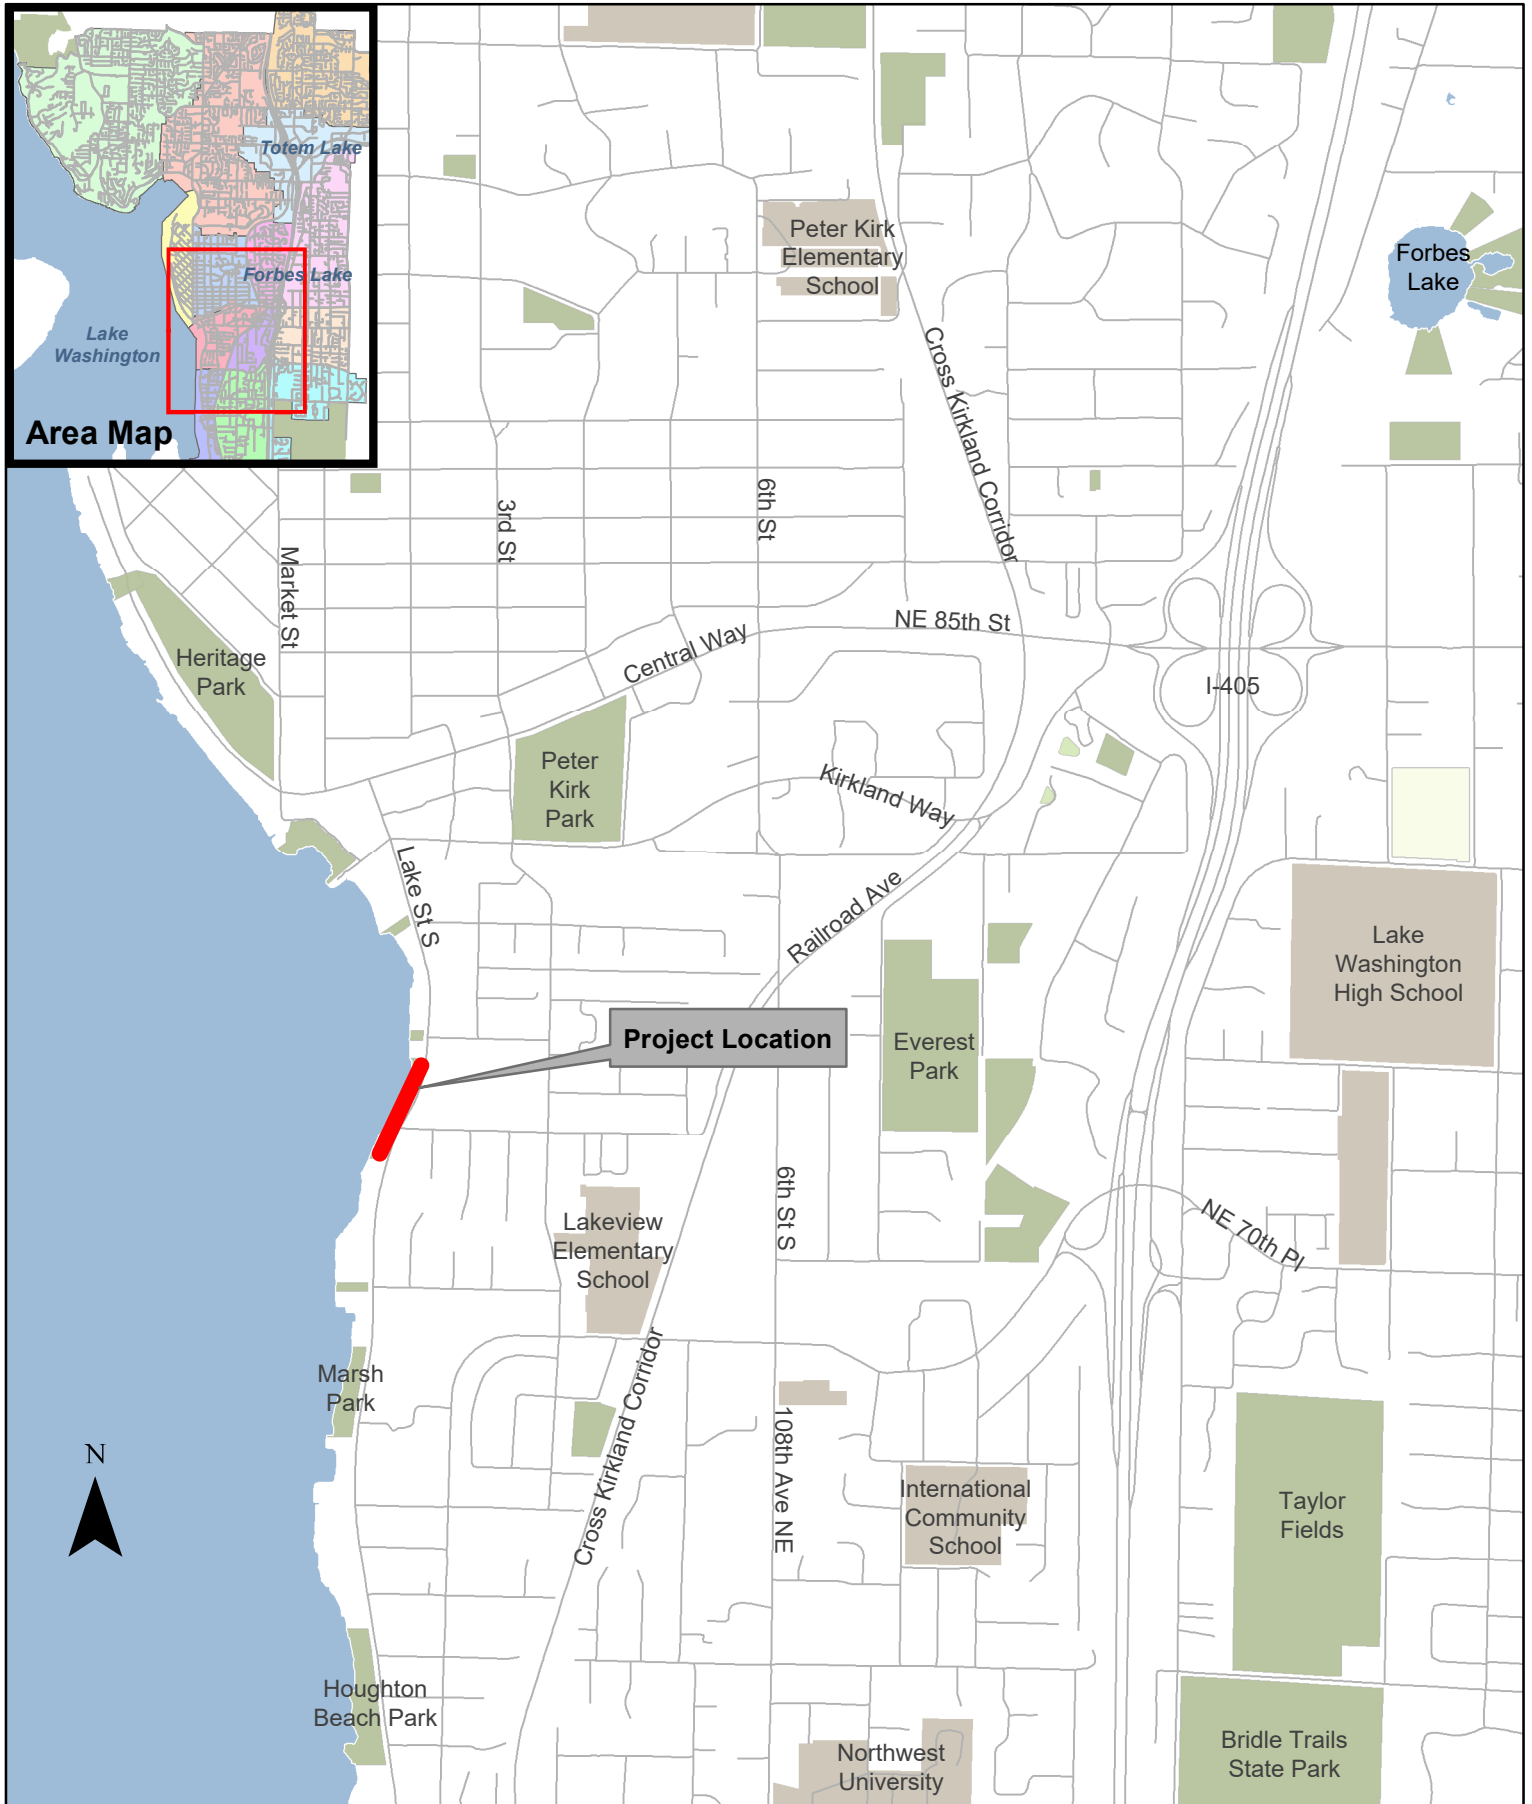 Totem Lake
Forbes Lake
Lake
Washington
Area Map
Peter Kirk
Elementary
School
Forbes
Lake
Cross Kirkland Corridor
3rd St
6th St
Market St
NE 85th St
Central Way
Heritage
Park
I-405
Peter
Kirk
Park
Kirkland Way
Lake St S
Railroad Ave
Lake
Washington
High School
Project Location
Everest
Park
6th St S
NE 70th Pl
Lakeview
Elementary
School
Marsh
Park
Cross Kirkland Corridor
108th Ave NE
N
International
Community
School
Taylor
Fields
Houghton
Beach Park
Northwest
University
Bridle Trails
State Park